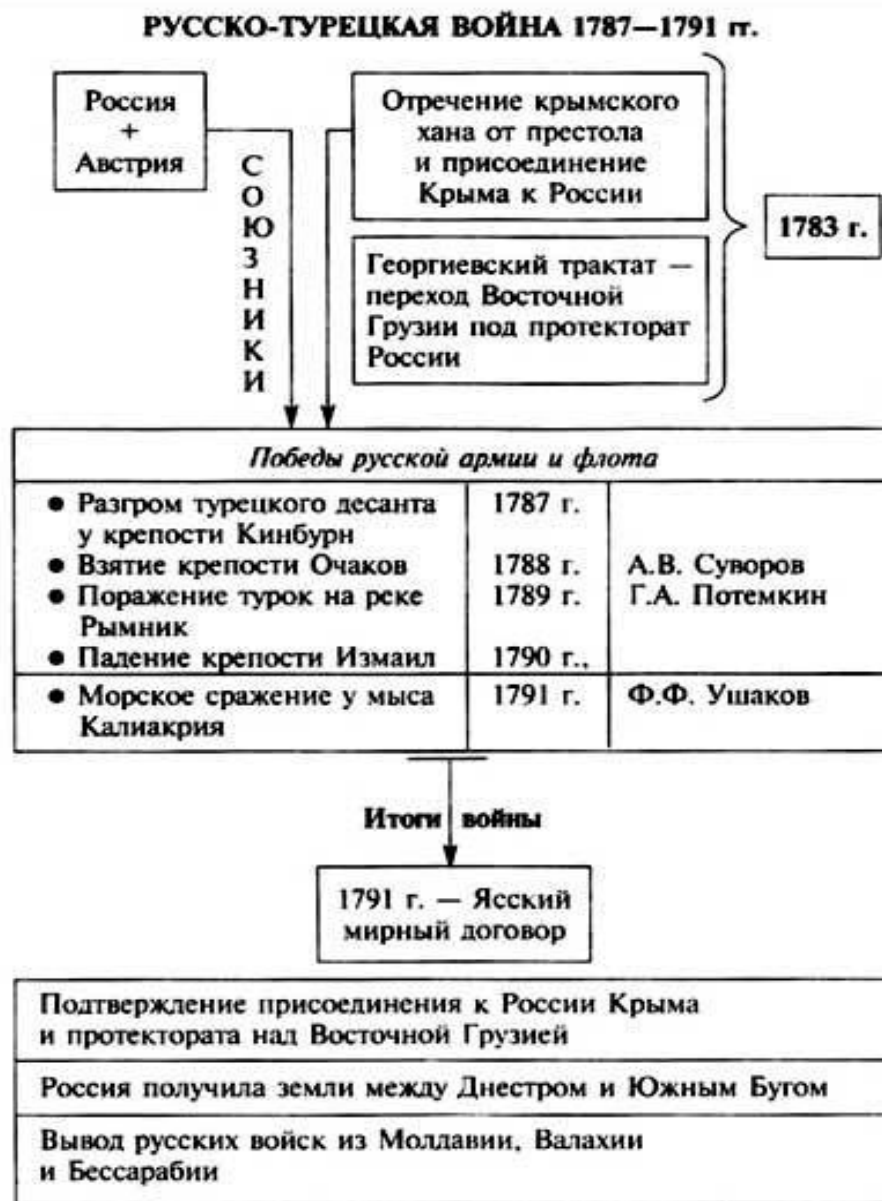 РУССКО-ТУРЕЦКАЯ ВОЙНА 1787—1791 гг.
Россия
+
Австрия
СОЮЗНИКИ
Отречение крымского
хана от престола
и присоединение
Крыма к России
Георгиевский трактат —
переход Восточной
Грузии под протекторат
России
1783 г.
Победы русской армии и флота
● Разгром турецкого десанта 1787 г.
у крепости Кинбурн
● Взятие крепости Очаков 1788 г. А.В. Суворов
● Поражение турок на реке 1789 г. Г.А. Потемкин
Рымник
● Падение крепости Измаил 1790 г.,
● Морское сражение у мыса 1791 г. Ф.Ф. Ушаков
Калиакрия
Итоги войны
1791 г. — Ясский
мирный договор
Подтверждение присоединения к России Крыма
и протектората над Восточной Грузией
Россия получила земли между Днестром и Южным Бугом
Вывод русских войск из Молдавии, Валахии
и Бессарабии